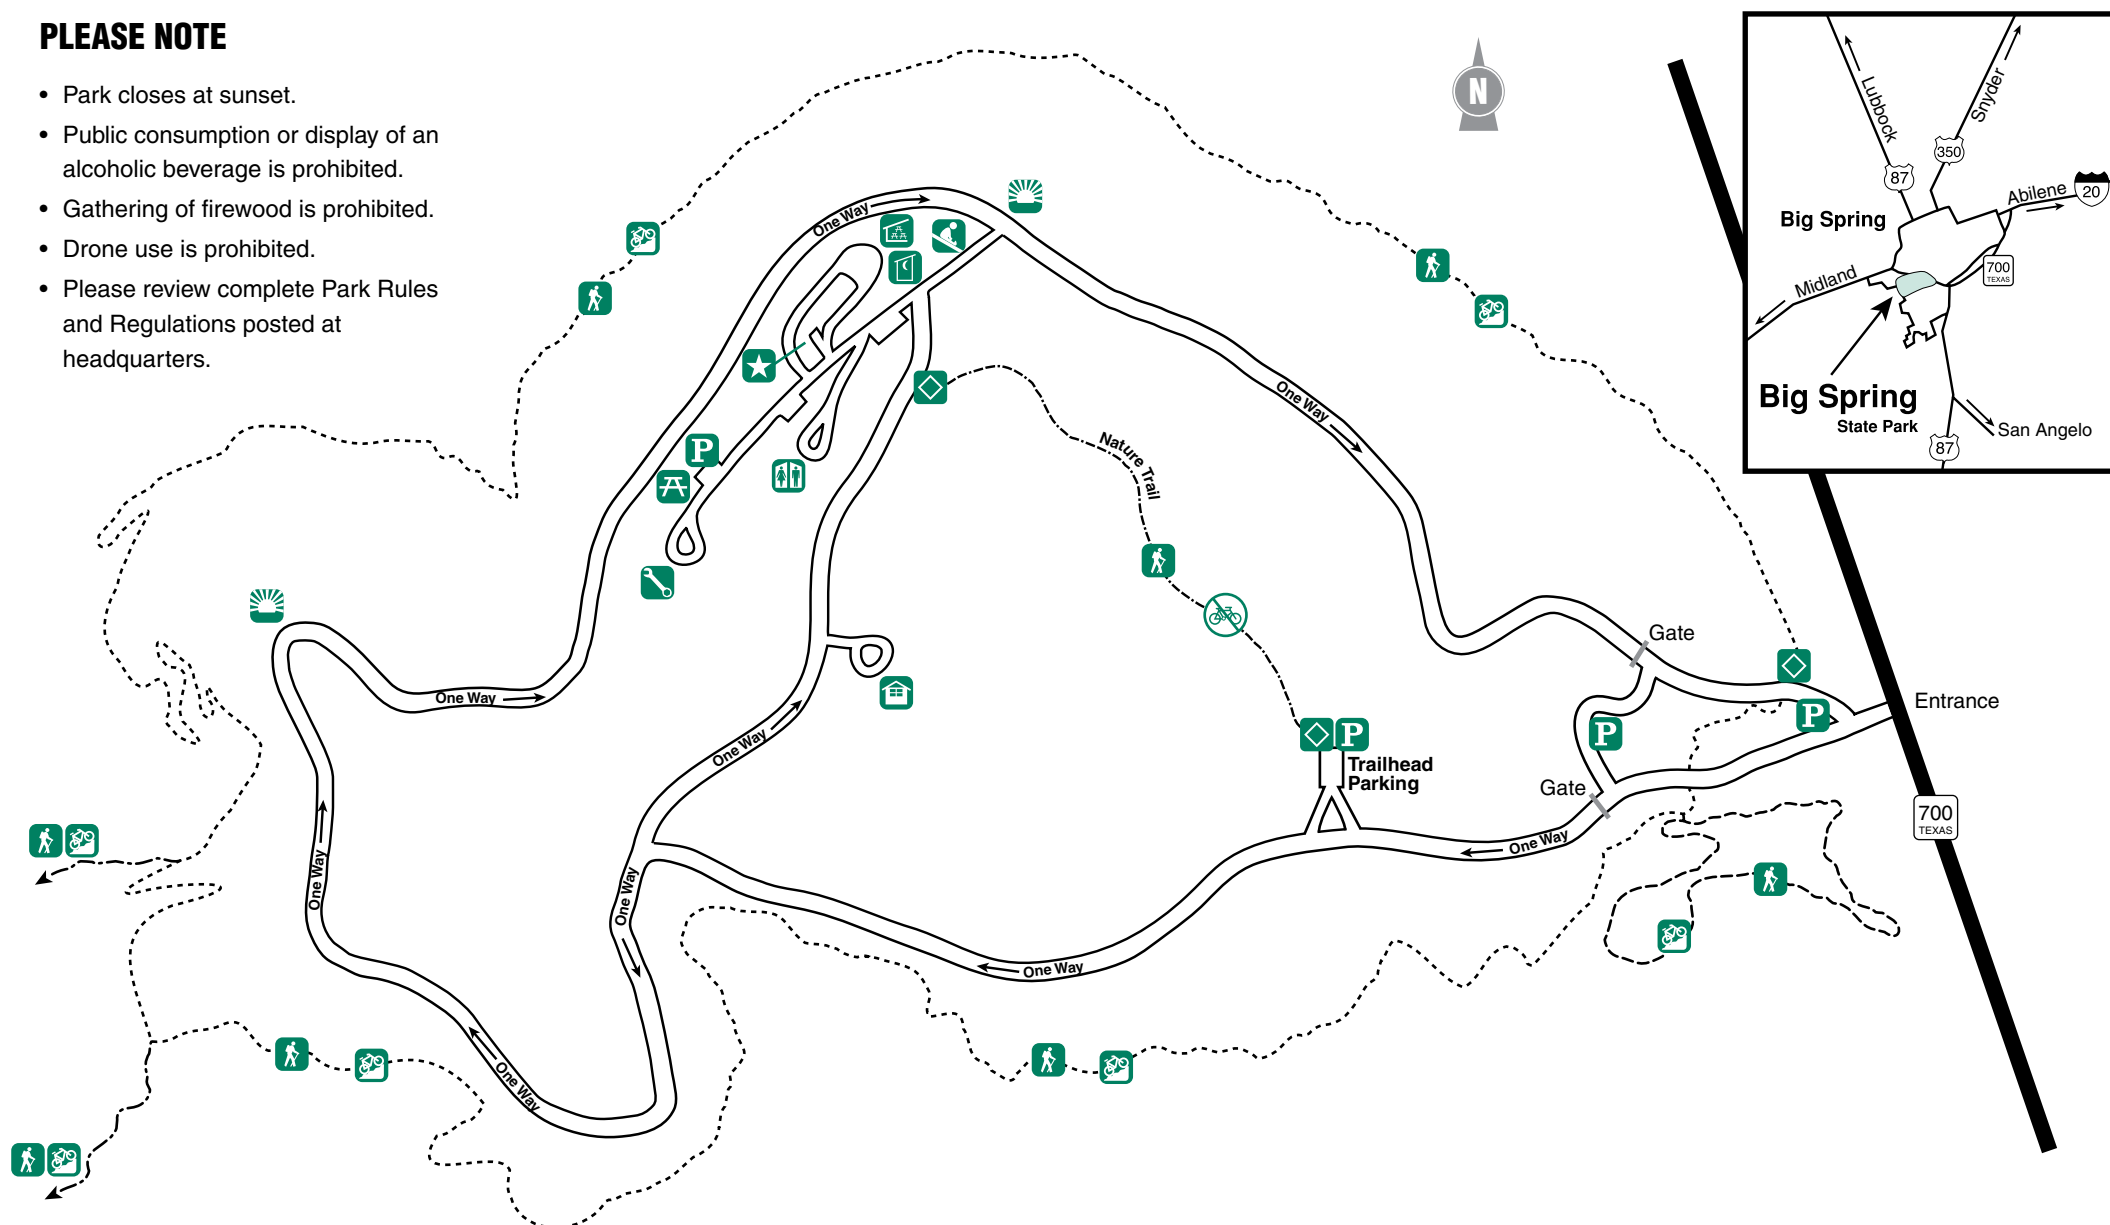 PLEASE NOTE
• Park closes at sunset.
• Public consumption or display of an
alcoholic beverage is prohibited.
• Gathering of firewood is prohibited.
• Drone use is prohibited.
• Please review complete Park Rules
and Regulations posted at
headquarters.
N
Lubbock
Snyder
350
87
Abilene
20
Big Spring
700
TEXAS
Midland
Big Spring
State Park
San Angelo
87
One Way
One Way
Nature Trail
P
One Way
One Way
One Way
One Way
One Way
One Way
One Way
One Way
Gate
Entrance
P
P
P
Trailhead
Parking
Gate
700
TEXAS